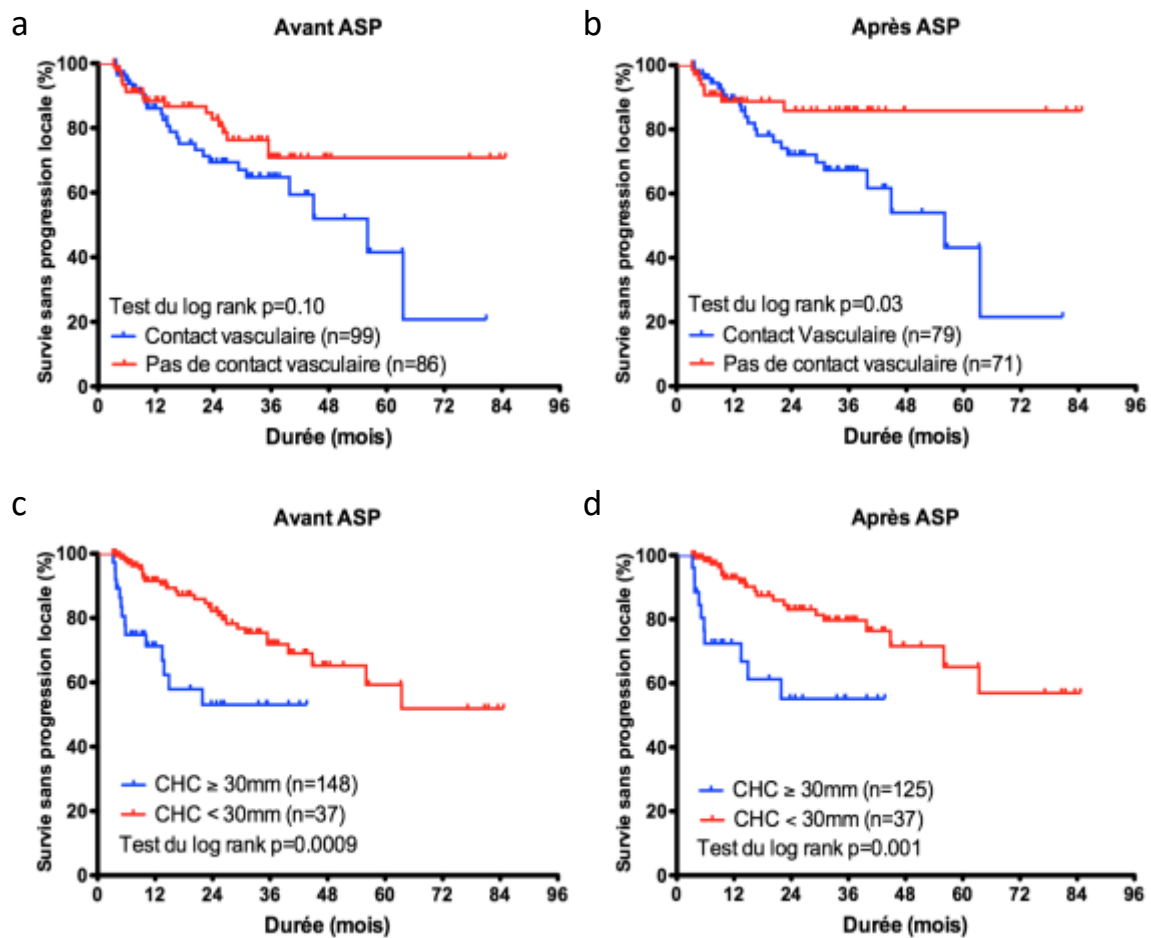 a
Avant ASP
Survie sans progression locale (%)
100
80
60
40
20
0
Test du log rank p=0.10
Contact vasculaire (n=99)
Pas de contact vasculaire (n=86)
0 12 24 36 48 60 72 84 96
Durée (mois)
b
Après ASP
Survie sans progression locale (%)
100
80
60
40
20
0
Test du log rank p=0.03
Contact Vasculaire (n=79)
Pas de contact vasculaire (n=71)
0 12 24 36 48 60 72 84 96
Durée (mois)
c
Avant ASP
Survie sans progression locale (%)
100
80
60
40
20
0
CHC ≥ 30mm (n=148)
CHC < 30mm (n=37)
Test du log rank p=0.0009
0 12 24 36 48 60 72 84 96
Durée (mois)
d
Après ASP
Survie sans progression locale (%)
100
80
60
40
20
0
CHC ≥ 30mm (n=125)
CHC < 30mm (n=37)
Test du log rank p=0.001
0 12 24 36 48 60 72 84 96
Durée (mois)